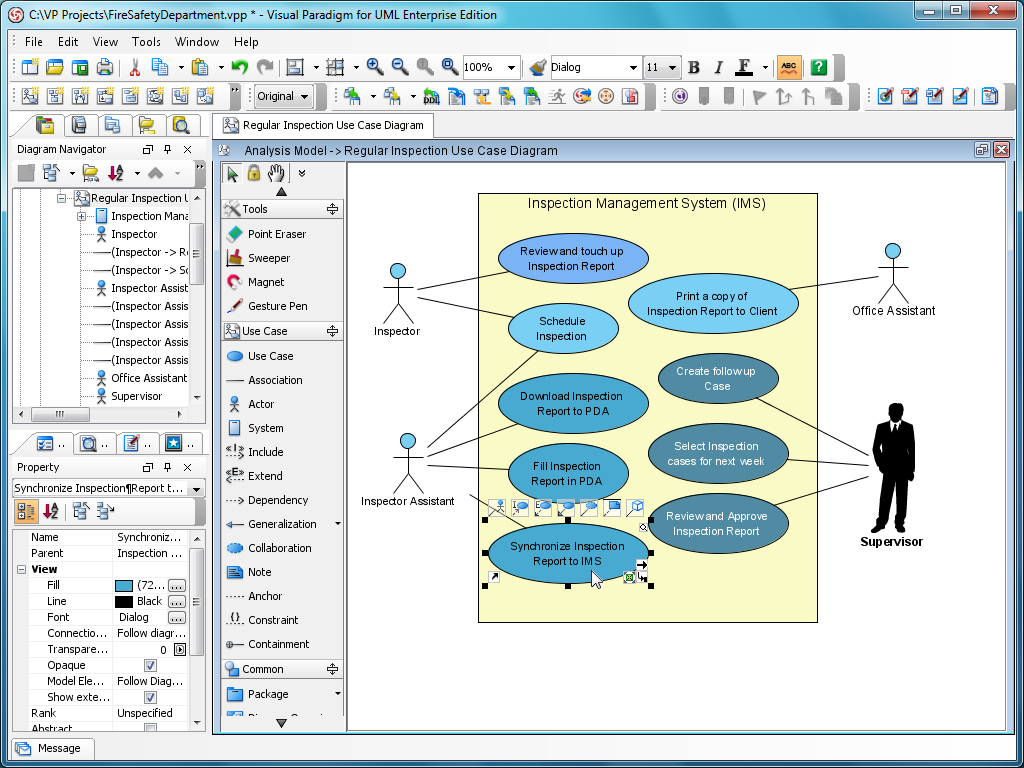 C:\VP Projects\FireSafetyDepartment.vpp * - Visual Paradigm for UML Enterprise Edition
File Edit View Tools Window Help
100% Dialog 11 B I F ABC ?
Original DDL
Regular Inspection Use Case Diagram
Diagram Navigator
Analysis Model -> Regular Inspection Use Case Diagram
Regular Inspection U
Inspection Mana
Inspector
(Inspector -> R
(Inspector -> Sc
Inspector Assist
(Inspector Assis
(Inspector Assis
(Inspector Assis
(Inspector Assis
Office Assistant
Supervisor
Property
Synchronize Inspection¶Report t...
Name Synchroniz...
Parent Inspection ...
View
Fill (72...
Line Black
Font Dialog
Connectio... Follow diagr...
Transpare... 0
Opaque
Model Ele... Follow Diag...
Show exte...
Rank Unspecified
Abstract
Message
Tools
Point Eraser
Sweeper
Magnet
Gesture Pen
Use Case
Use Case
Association
Actor
System
Include
Extend
Dependency
Generalization
Collaboration
Note
Anchor
Constraint
Containment
Common
Package
Inspection Management System (IMS)
Review and touch up
Inspection Report
Print a copy of
Inspection Report to Client
Schedule
Inspection
Create follow up
Case
Download Inspection
Report to PDA
Select Inspection
cases for next week
Fill Inspection
Report in PDA
Review and Approve
Inspection Report
Synchronize Inspection
Report to IMS
Inspector
Inspector Assistant
Office Assistant
Supervisor